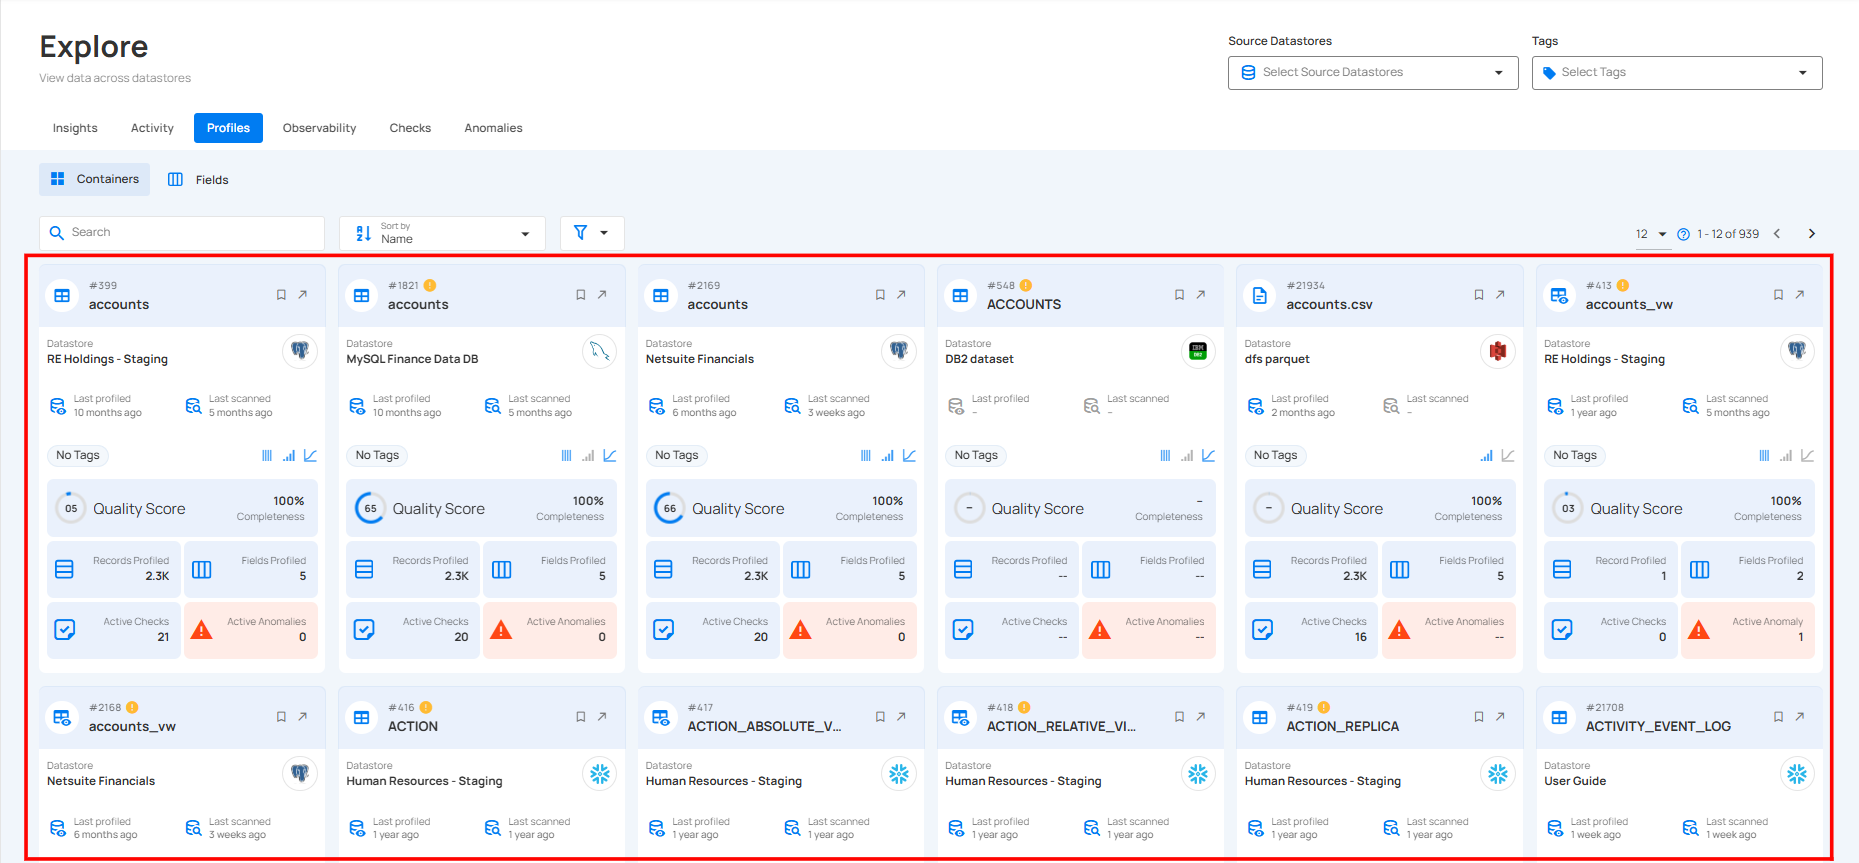 Explore
View data across datastores
Source Datastores
Select Source Datastores
Tags
Select Tags
Insights Activity Profiles Observability Checks Anomalies
Containers Fields
Search
Sort by
Name
12 1 - 12 of 939
#399
accounts
Datastore
RE Holdings - Staging
Last profiled
10 months ago
Last scanned
5 months ago
No Tags
05 Quality Score
100%
Completeness
Records Profiled
2.3K
Fields Profiled
5
Active Checks
21
Active Anomalies
0
#1821
accounts
Datastore
MySQL Finance Data DB
Last profiled
10 months ago
Last scanned
5 months ago
No Tags
65 Quality Score
100%
Completeness
Records Profiled
2.3K
Fields Profiled
5
Active Checks
20
Active Anomalies
0
#2169
accounts
Datastore
Netsuite Financials
Last profiled
6 months ago
Last scanned
3 weeks ago
No Tags
66 Quality Score
100%
Completeness
Records Profiled
2.3K
Fields Profiled
5
Active Checks
20
Active Anomalies
0
#548
ACCOUNTS
Datastore
DB2 dataset
IBM
DB2
Last profiled
–
Last scanned
–
No Tags
– Quality Score
–
Completeness
Records Profiled
--
Fields Profiled
--
Active Checks
--
Active Anomalies
--
#21934
accounts.csv
Datastore
dfs parquet
Last profiled
2 months ago
Last scanned
–
No Tags
– Quality Score
100%
Completeness
Records Profiled
2.3K
Fields Profiled
5
Active Checks
16
Active Anomalies
--
#413
accounts_vw
Datastore
RE Holdings - Staging
Last profiled
1 year ago
Last scanned
5 months ago
No Tags
03 Quality Score
100%
Completeness
Record Profiled
1
Fields Profiled
2
Active Checks
0
Active Anomaly
1
#2168
accounts_vw
Datastore
Netsuite Financials
Last profiled
6 months ago
Last scanned
3 weeks ago
#416
ACTION
Datastore
Human Resources - Staging
Last profiled
1 year ago
Last scanned
1 year ago
#417
ACTION_ABSOLUTE_V...
Datastore
Human Resources - Staging
Last profiled
1 year ago
Last scanned
1 year ago
#418
ACTION_RELATIVE_VI...
Datastore
Human Resources - Staging
Last profiled
1 year ago
Last scanned
1 year ago
#419
ACTION_REPLICA
Datastore
Human Resources - Staging
Last profiled
1 year ago
Last scanned
1 year ago
#21708
ACTIVITY_EVENT_LOG
Datastore
User Guide
Last profiled
1 week ago
Last scanned
1 week ago